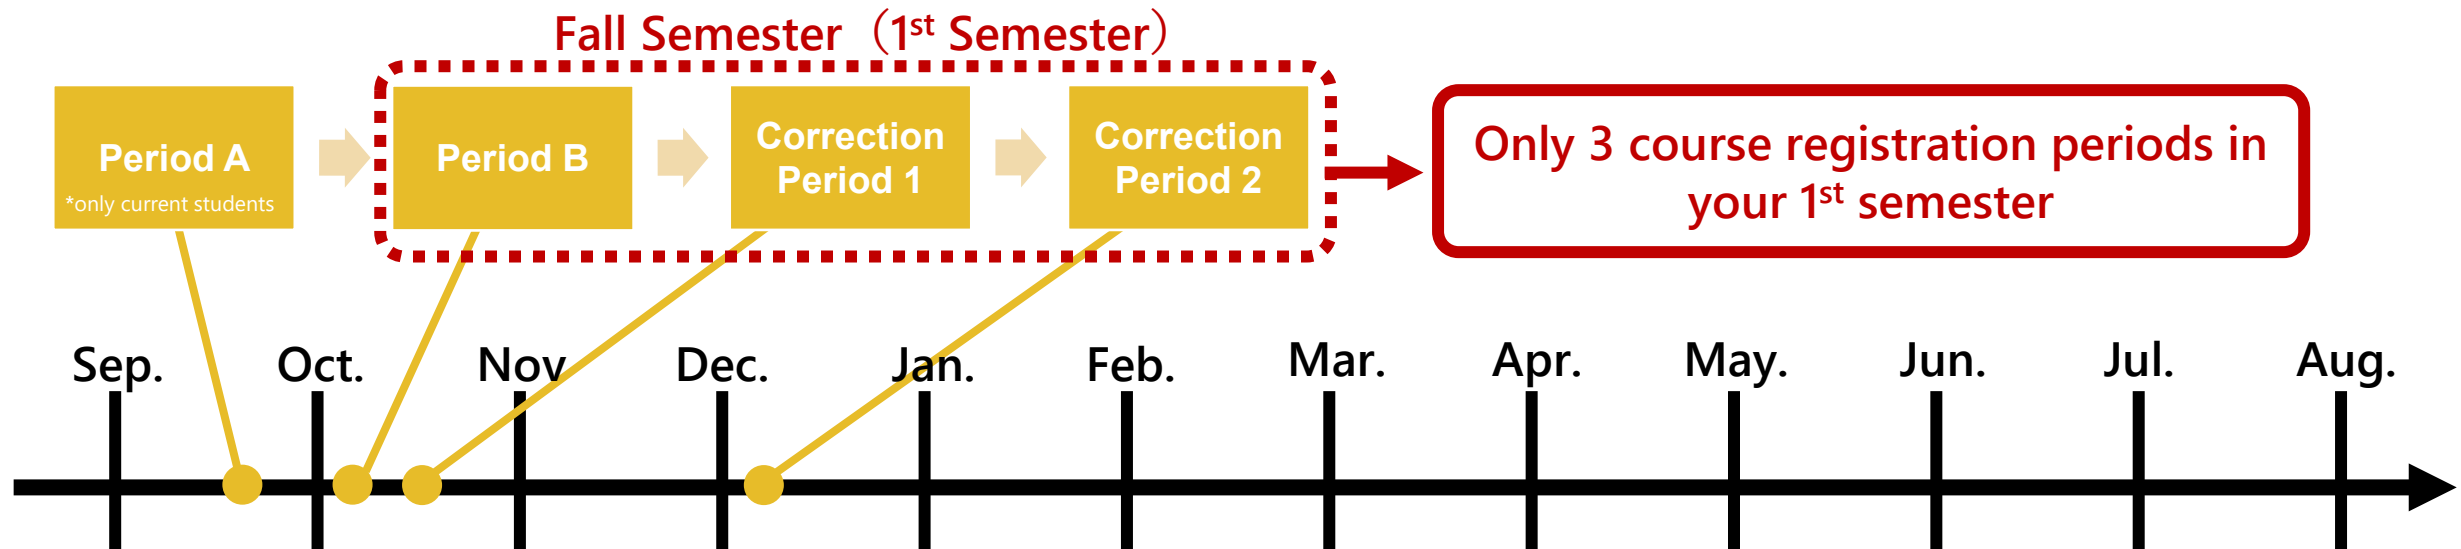 Fall Semester（1st Semester）
Period A
*only current students
Period B
Correction
Period 1
Correction
Period 2
Only 3 course registration periods in
your 1st semester
Sep.
Oct.
Nov
Dec.
Jan.
Feb.
Mar.
Apr.
May.
Jun.
Jul.
Aug.